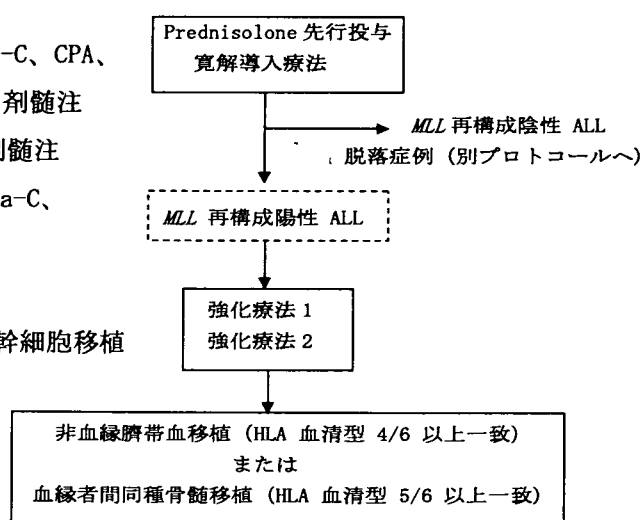 -C、CPA、
剤髄注
剤髄注
a-C、
幹細胞移植
Prednisolone 先行投与
寛解導入療法
MLL 再構成陰性 ALL
脱落症例 (別プロトコールへ)
MLL 再構成陽性 ALL
強化療法 1
強化療法 2
非血縁臍帯血移植 (HLA 血清型 4/6 以上一致)
または
血縁者間同種骨髄移植 (HLA 血清型 5/6 以上一致)